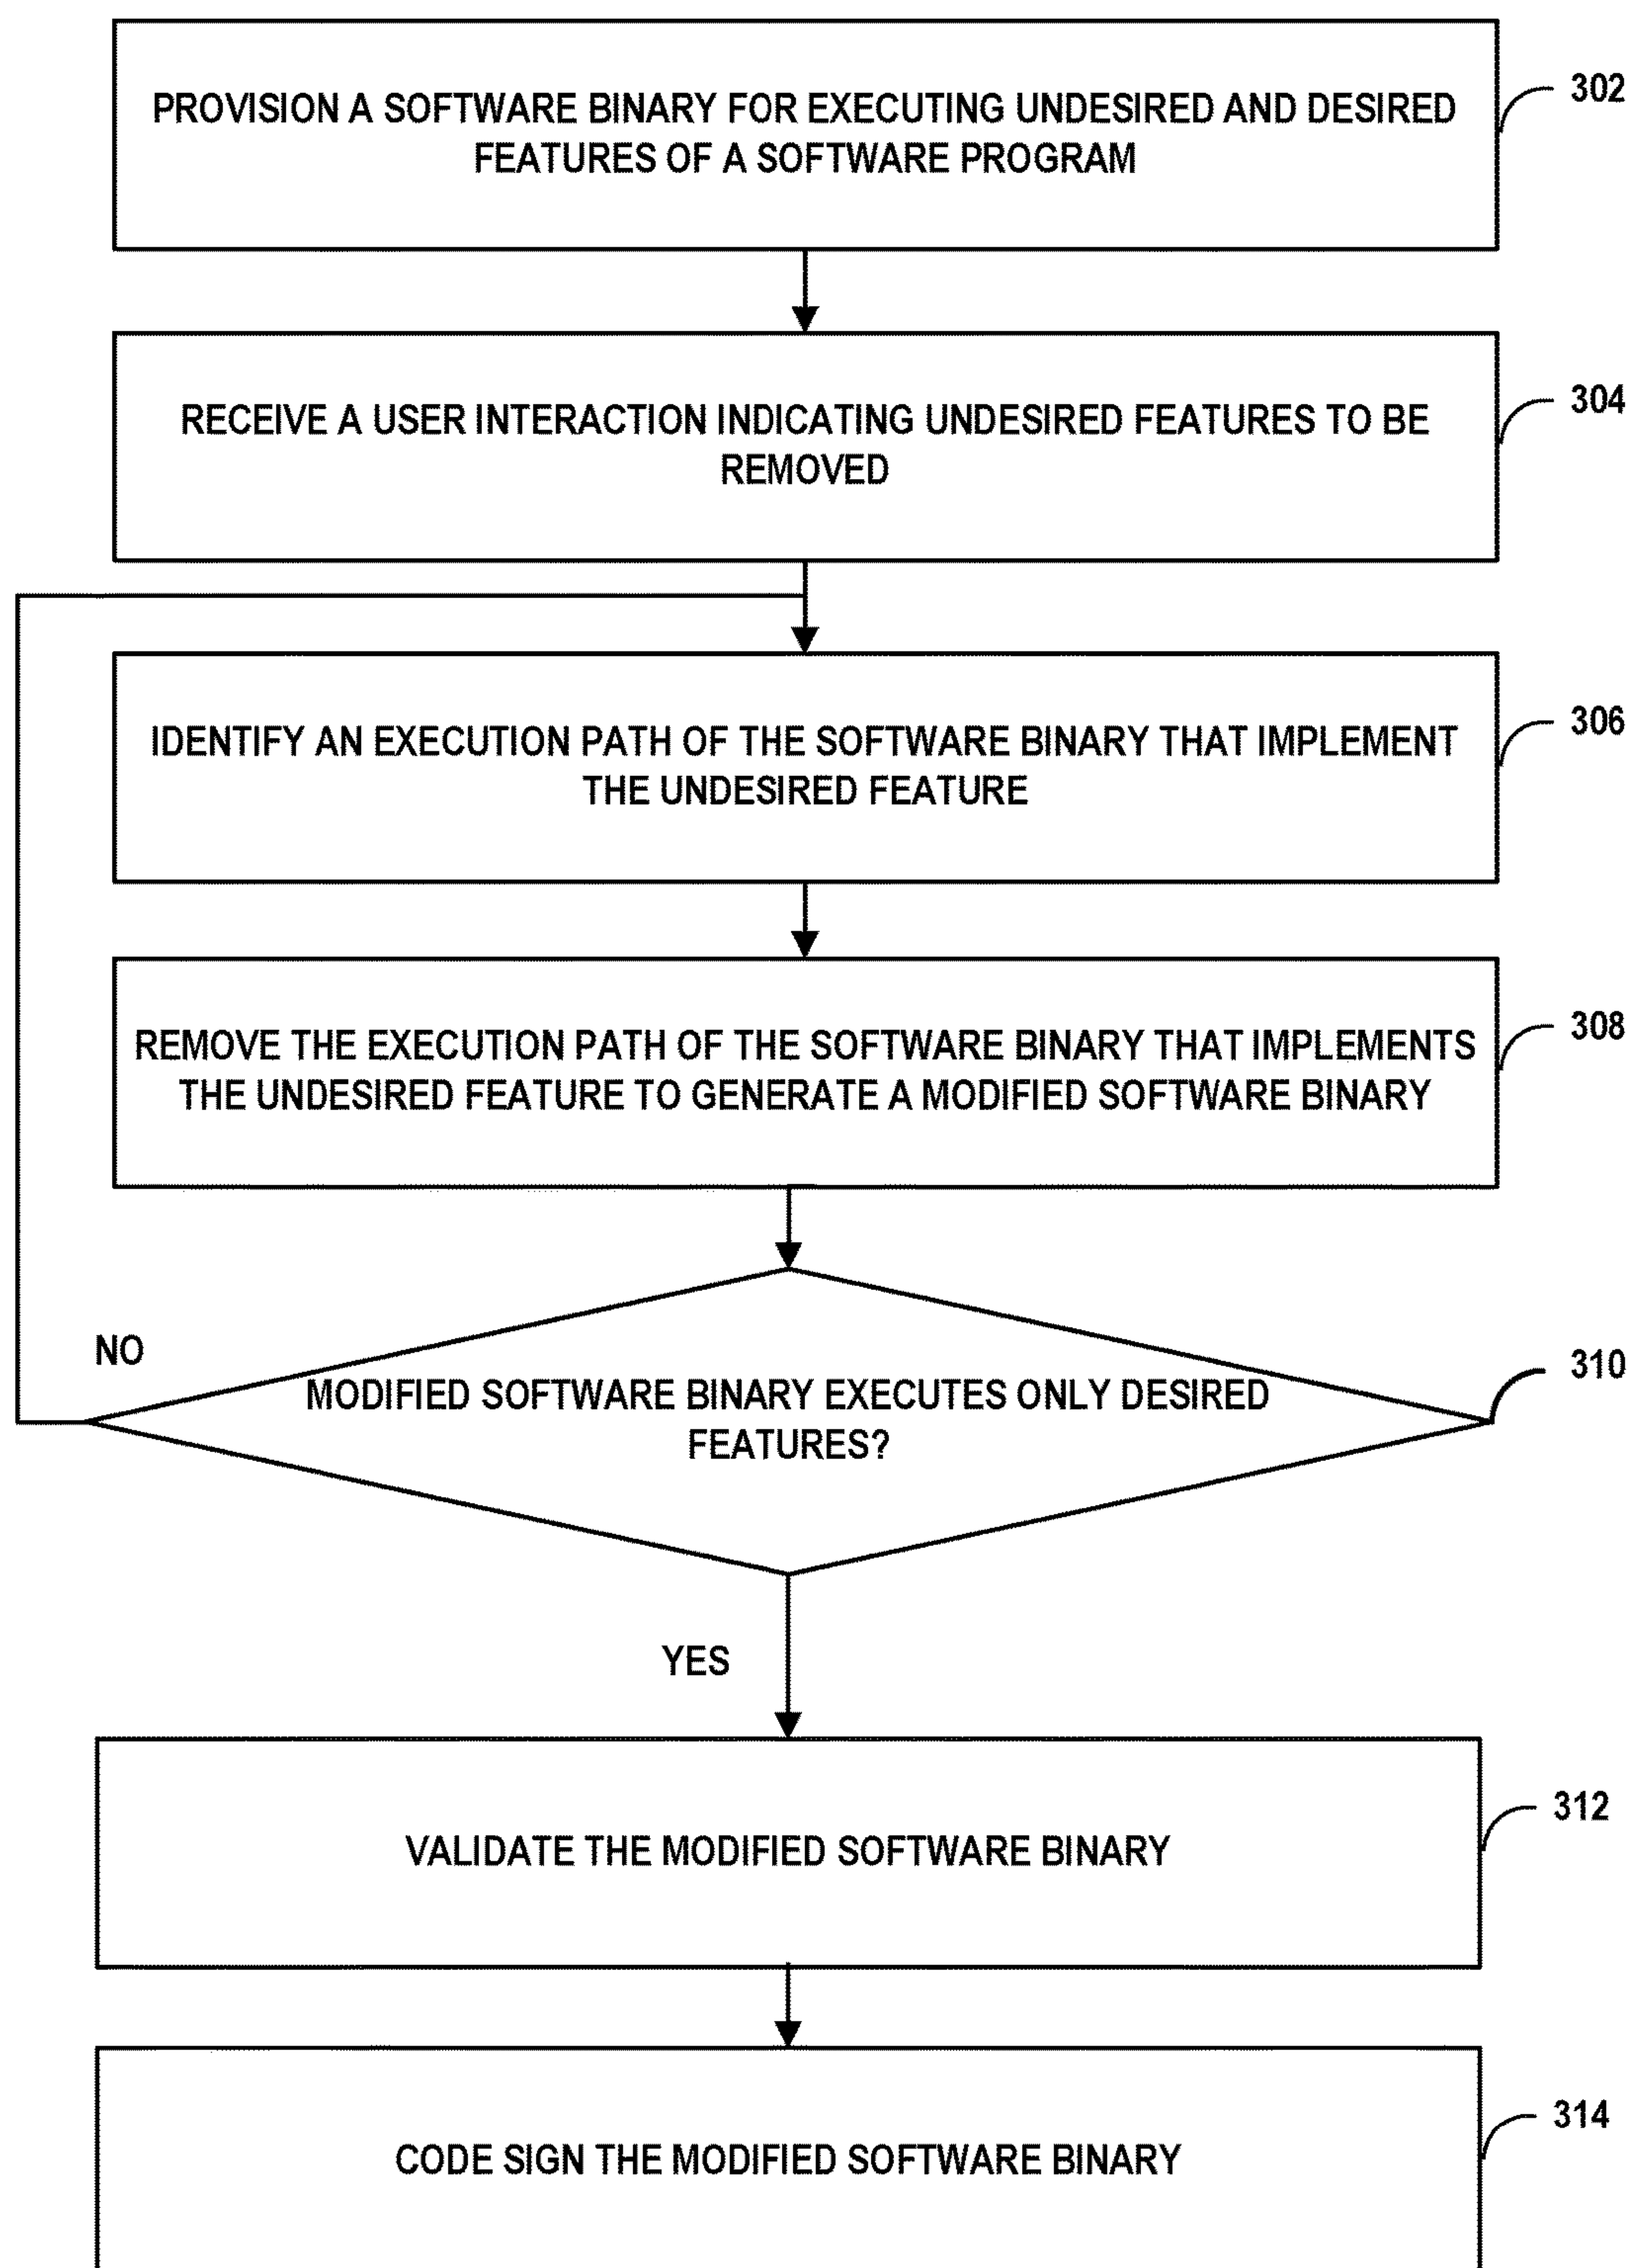 PROVISION A SOFTWARE BINARY FOR EXECUTING UNDESIRED AND DESIRED
FEATURES OF A SOFTWARE PROGRAM
302
RECEIVE A USER INTERACTION INDICATING UNDESIRED FEATURES TO BE
REMOVED
304
IDENTIFY AN EXECUTION PATH OF THE SOFTWARE BINARY THAT IMPLEMENT
THE UNDESIRED FEATURE
306
REMOVE THE EXECUTION PATH OF THE SOFTWARE BINARY THAT IMPLEMENTS
THE UNDESIRED FEATURE TO GENERATE A MODIFIED SOFTWARE BINARY
308
NO
MODIFIED SOFTWARE BINARY EXECUTES ONLY DESIRED
FEATURES?
310
YES
VALIDATE THE MODIFIED SOFTWARE BINARY
312
CODE SIGN THE MODIFIED SOFTWARE BINARY
314